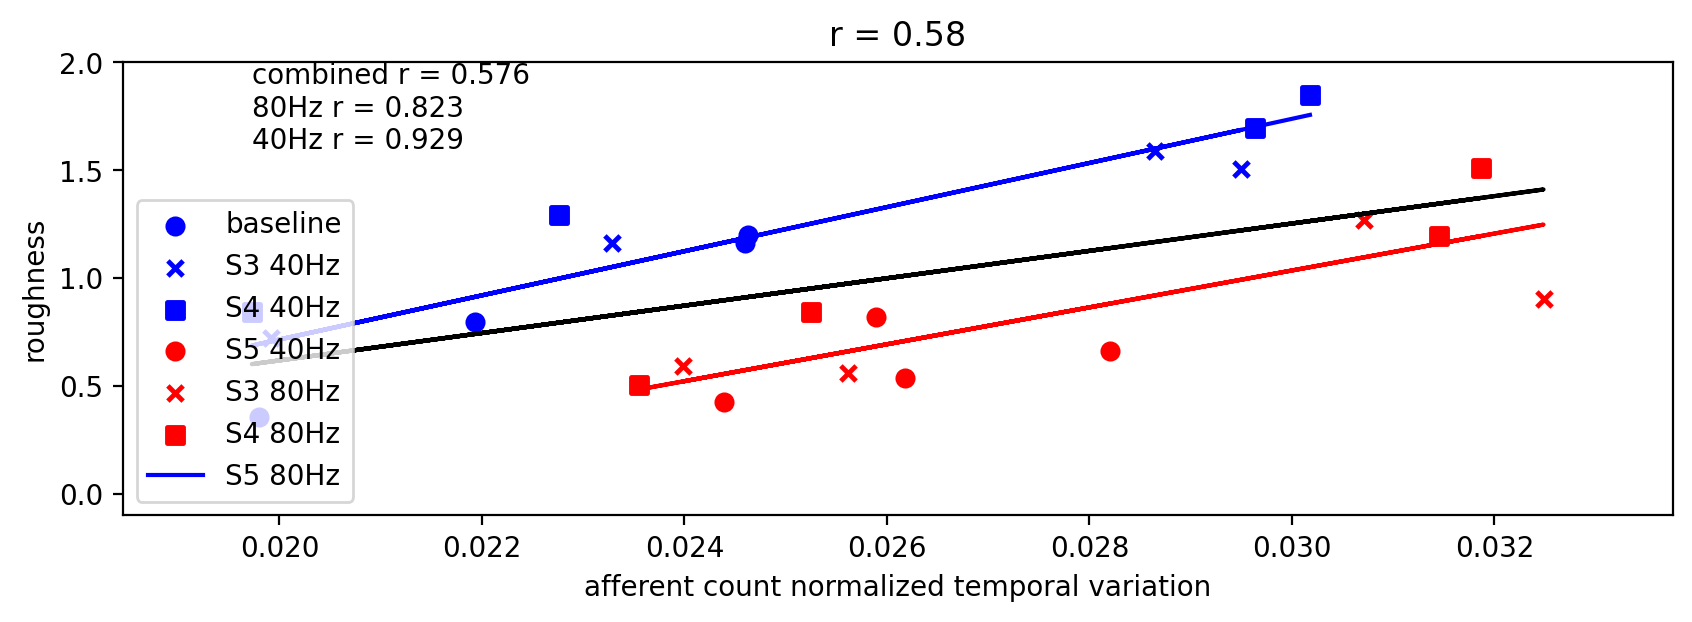 r = 0.58
combined r = 0.576
80Hz r = 0.823
40Hz r = 0.929
baseline
S3 40Hz
S4 40Hz
S5 40Hz
S3 80Hz
S4 80Hz
S5 80Hz
roughness
2.0
1.5
1.0
0.5
0.0
0.020 0.022 0.024 0.026 0.028 0.030 0.032
afferent count normalized temporal variation